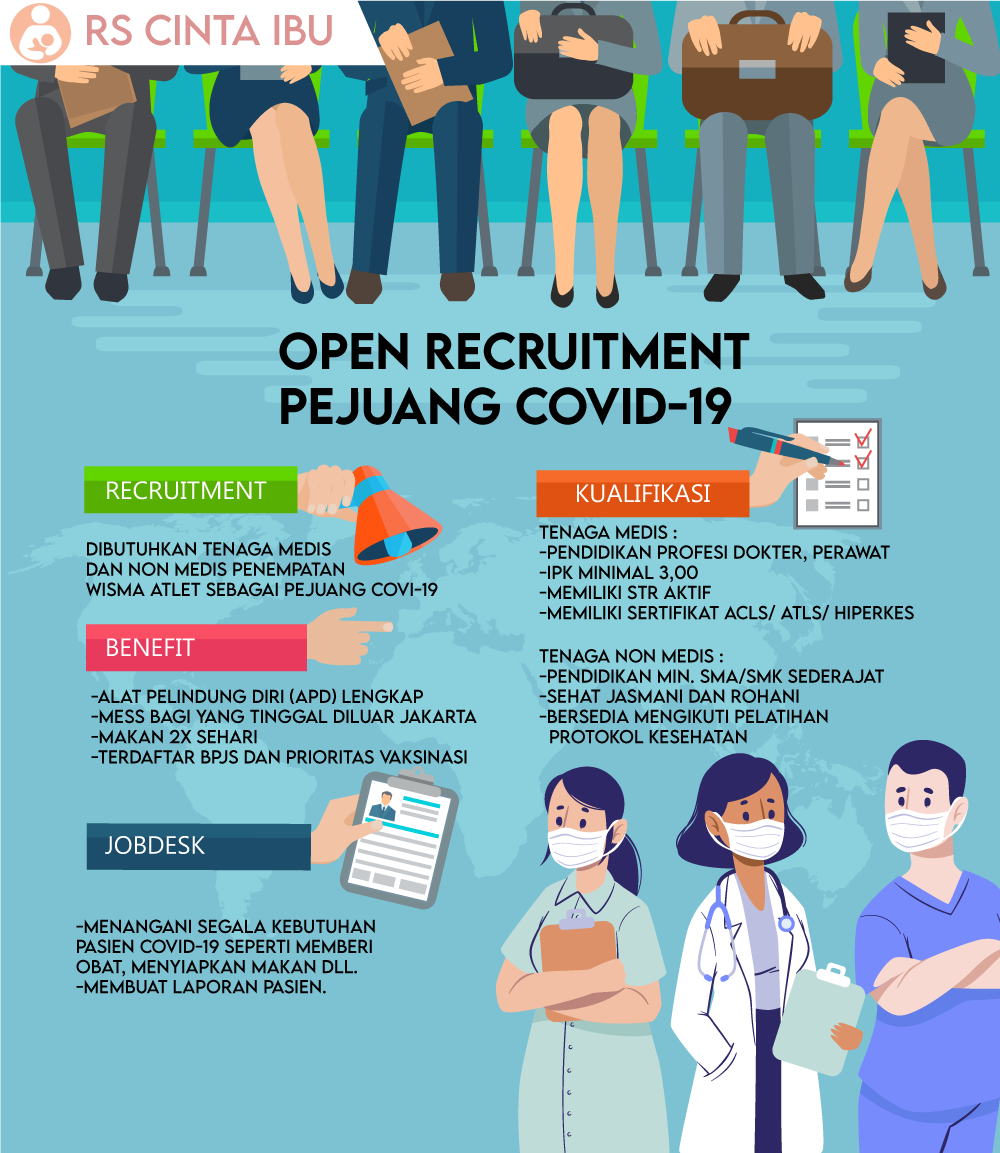 RS CINTA IBU
OPEN RECRUITMENT
PEJUANG COVID-19
RECRUITMENT
DIBUTUHKAN TENAGA MEDIS
DAN NON MEDIS PENEMPATAN
WISMA ATLET SEBAGAI PEJUANG COVI-19
BENEFIT
-ALAT PELINDUNG DIRI (APD) LENGKAP
-MESS BAGI YANG TINGGAL DILUAR JAKARTA
-MAKAN 2X SEHARI
-TERDAFTAR BPJS DAN PRIORITAS VAKSINASI
JOBDESK
-MENANGANI SEGALA KEBUTUHAN
PASIEN COVID-19 SEPERTI MEMBERI
OBAT, MENYIAPKAN MAKAN DLL.
-MEMBUAT LAPORAN PASIEN.
KUALIFIKASI
TENAGA MEDIS :
-PENDIDIKAN PROFESI DOKTER, PERAWAT
-IPK MINIMAL 3,00
-MEMILIKI STR AKTIF
-MEMILIKI SERTIFIKAT ACLS/ ATLS/ HIPERKES
TENAGA NON MEDIS :
-PENDIDIKAN MIN. SMA/SMK SEDERAJAT
-SEHAT JASMANI DAN ROHANI
-BERSEDIA MENGIKUTI PELATIHAN
PROTOKOL KESEHATAN